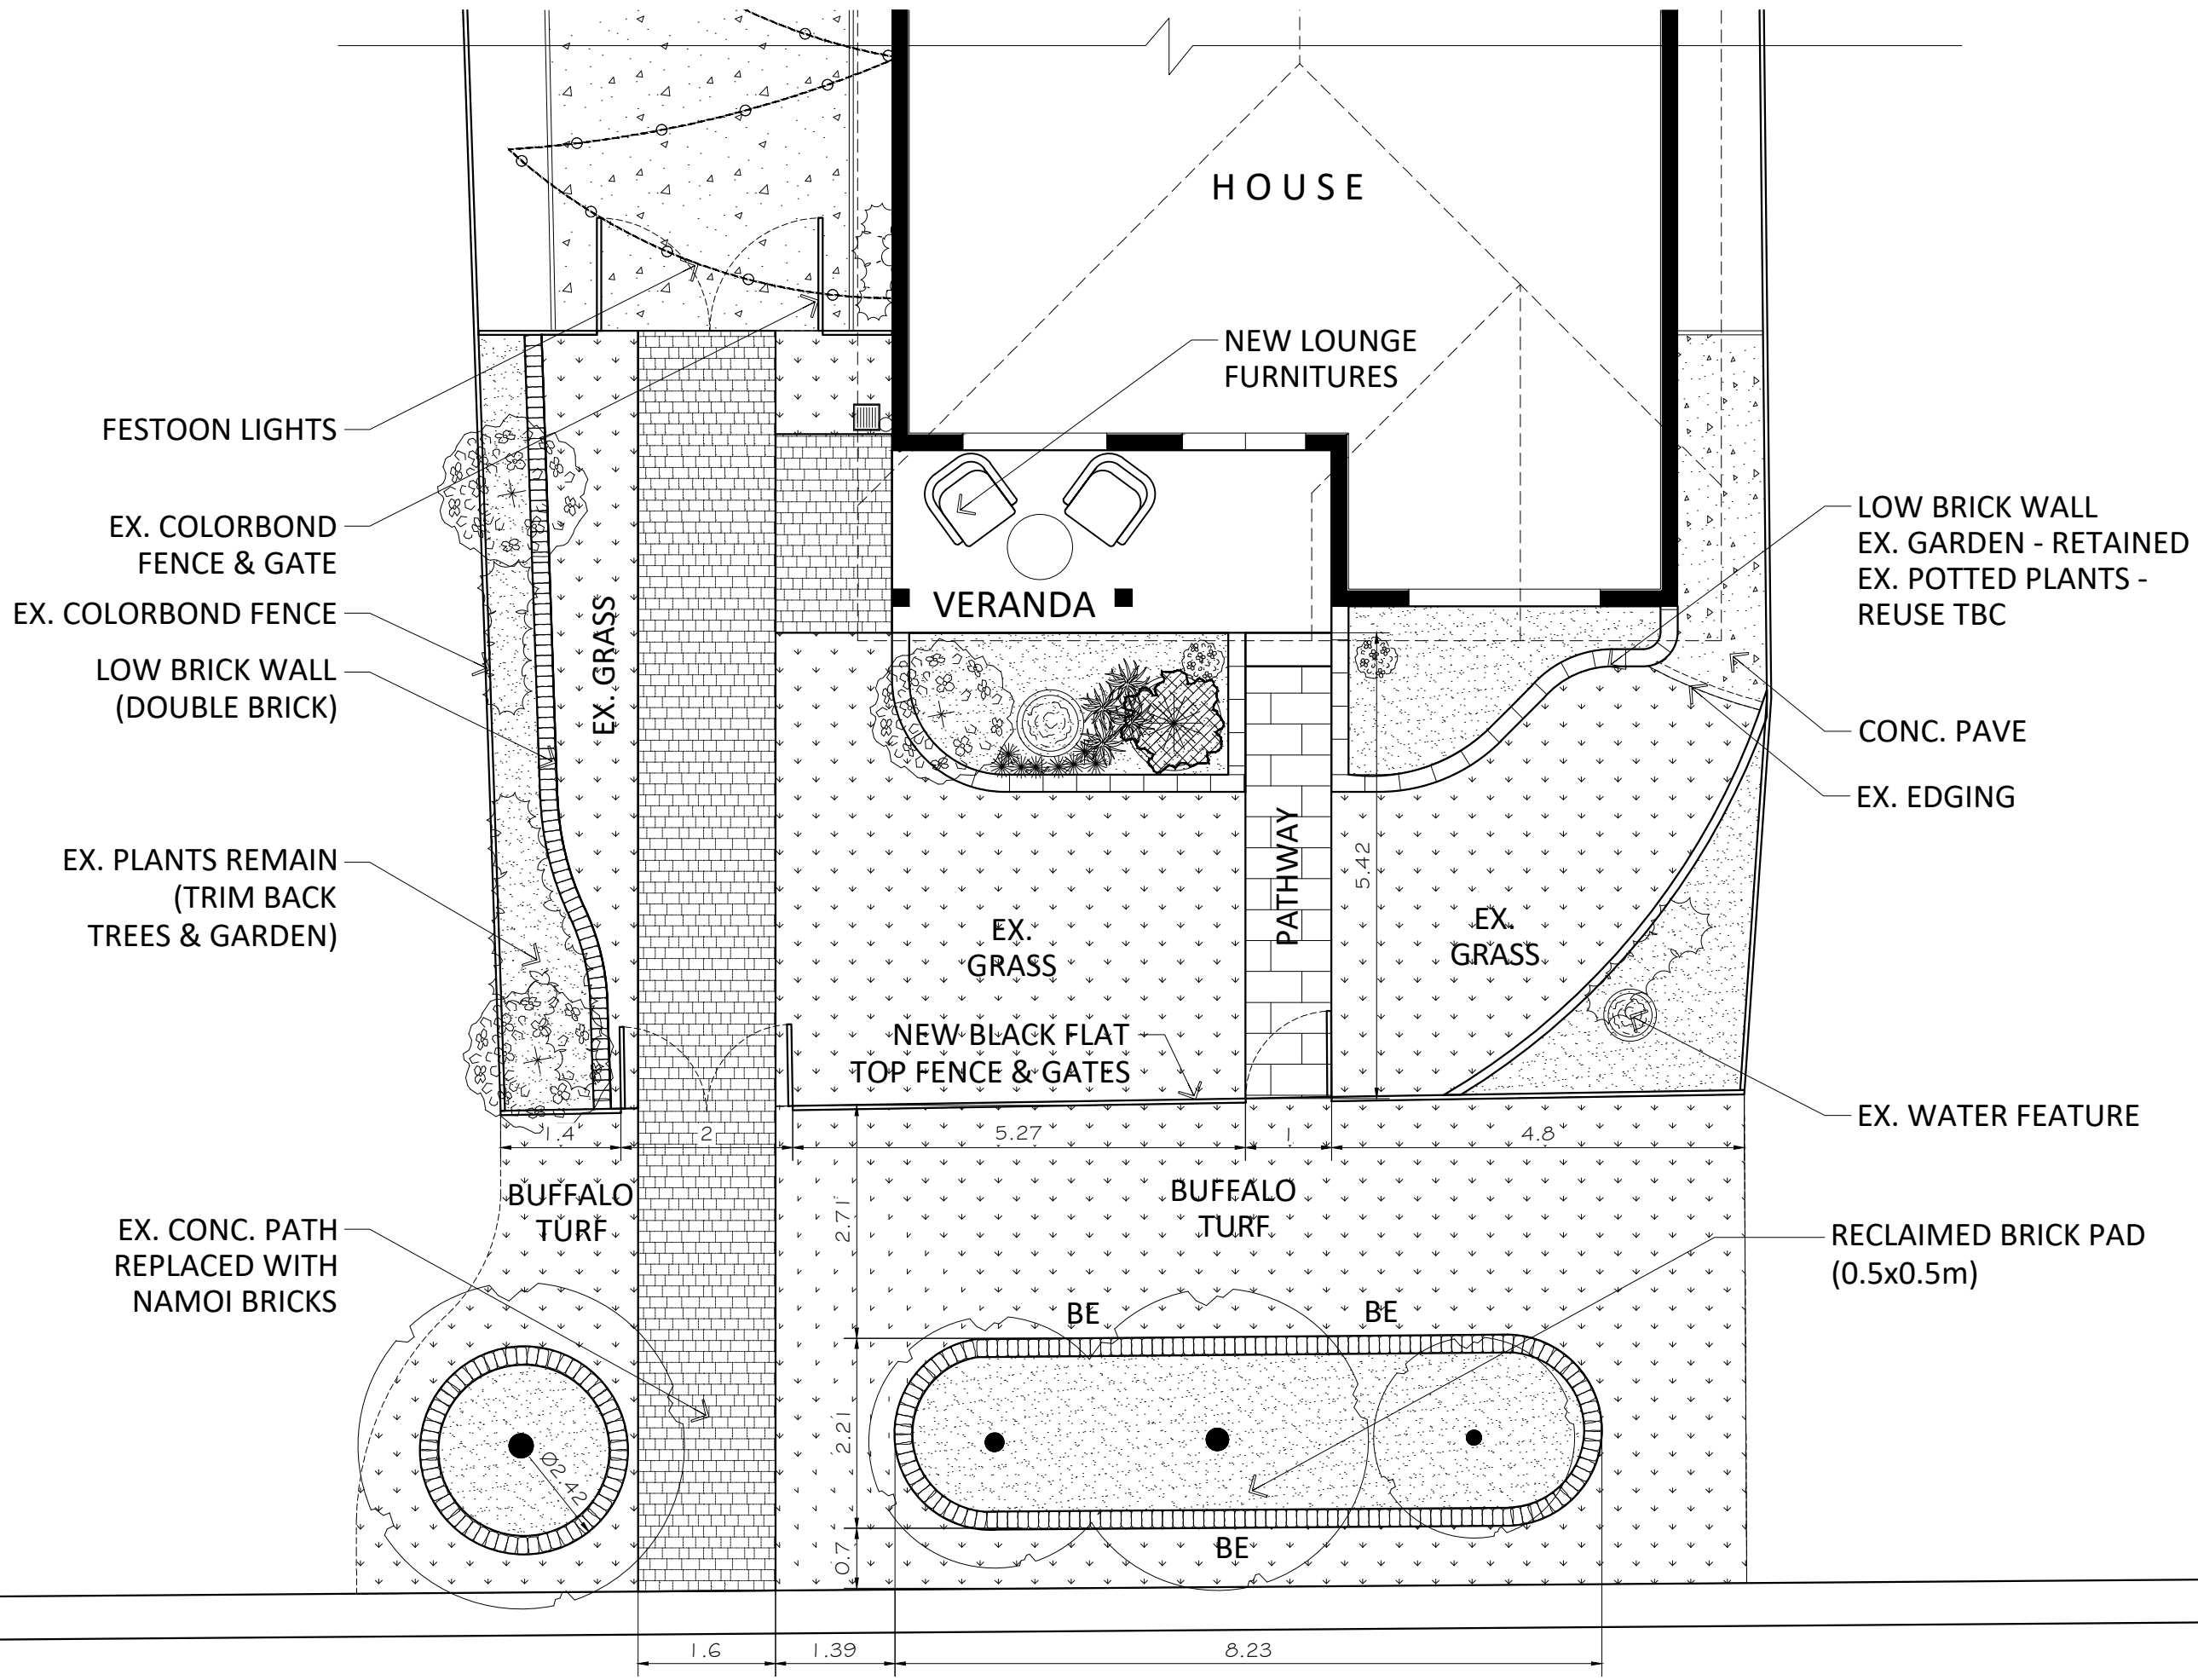 HOUSE
NEW LOUNGE
FURNITURES
FESTOON LIGHTS
EX. COLORBOND
FENCE & GATE
EX. COLORBOND FENCE
LOW BRICK WALL
(DOUBLE BRICK)
EX. PLANTS REMAIN
(TRIM BACK
TREES & GARDEN)
EX. CONC. PATH
REPLACED WITH
NAMOI BRICKS
EX. GRASS
VERANDA
LOW BRICK WALL
EX. GARDEN - RETAINED
EX. POTTED PLANTS -
REUSE TBC
CONC. PAVE
EX. EDGING
EX. WATER FEATURE
RECLAIMED BRICK PAD
(0.5x0.5m)
PATHWAY
5.42
EX.
GRASS
EX.
GRASS
NEW BLACK FLAT
TOP FENCE & GATES
1.4
2
5.27
1
4.8
BUFFALO
TURF
BUFFALO
TURF
2.71
BE
BE
2.21
Ø2.42
BE
0.7
1.6
1.39
8.23